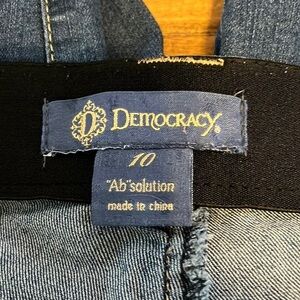 D DEMOCRACY®
10
"Ab"solution
made in china